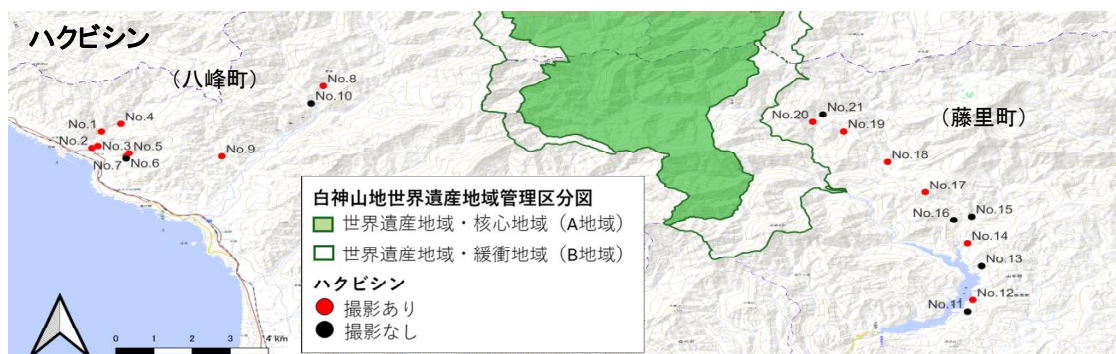 ハクビシン
（八峰町）
No.8
No.10
No.4
No.1
No.2
No.3
No.5
No.7
No.6
No.9
No.21
No.20
No.19
（藤里町）
No.18
No.17
No.16
No.15
No.14
No.13
No.12
No.11
白神山地世界遺産地域管理区分図
世界遺産地域・核心地域（A地域）
世界遺産地域・緩衝地域（B地域）
ハクビシン
撮影あり
撮影なし
0 1 2 3 4 km